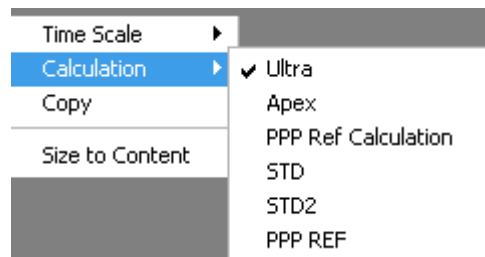 Time Scale
Calculation
Copy
Size to Content
Ultra
Apex
PPP Ref Calculation
STD
STD2
PPP REF